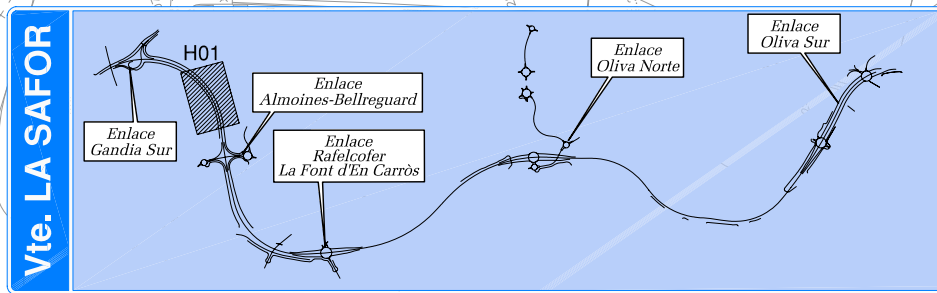 Vte. LA SAFOR
H01
Enlace
Gandia Sur
Enlace
Almoines-Bellreguard
Enlace
Rafelcofer
La Font d'En Carròs
Enlace
Oliva Norte
Enlace
Oliva Sur